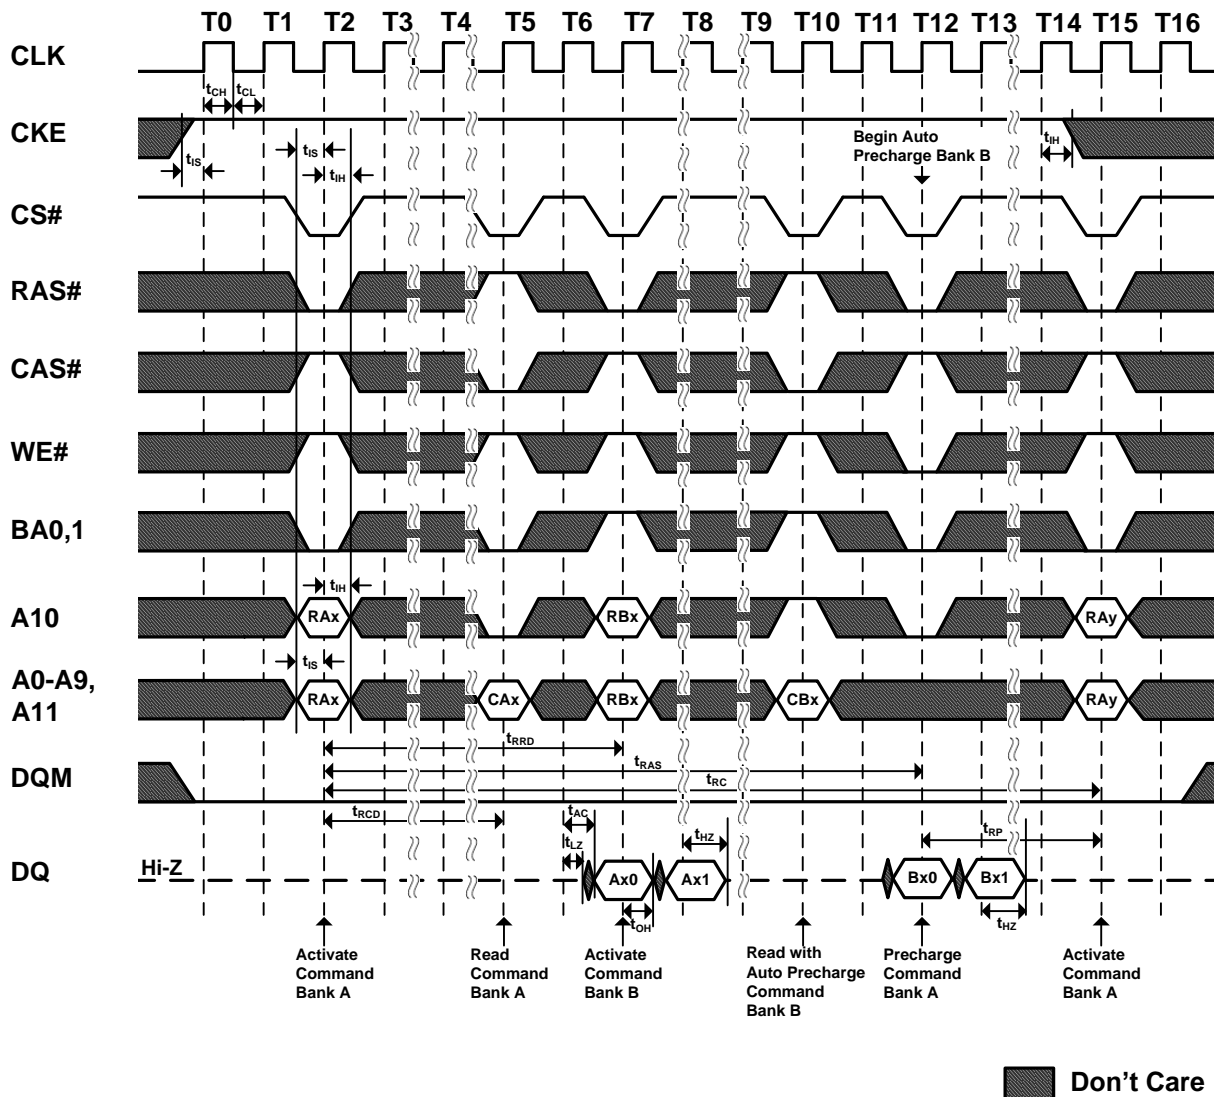 T0 T1 T2 T3 T4 T5 T6 T7 T8 T9 T10 T11 T12 T13 T14 T15 T16
CLK
tCH tCL
CKE
tIS
tIS
tIH
Begin Auto
Precharge Bank B
tIH
CS#
RAS#
CAS#
WE#
BA0,1
tIH
A10
RAx RBx RAy
tIS
A0-A9,
A11
RAx CAx RBx CBx RAy
tRRD
tRAS
tRC
DQM
tRCD
tAC
tLZ
tHZ
tRP
DQ
Hi-Z
Ax0 Ax1 Bx0 Bx1
tOH
tHZ
Activate
Command
Bank A
Read
Command
Bank A
Activate
Command
Bank B
Read with
Auto Precharge
Command
Bank B
Precharge
Command
Bank A
Activate
Command
Bank A
Don't Care